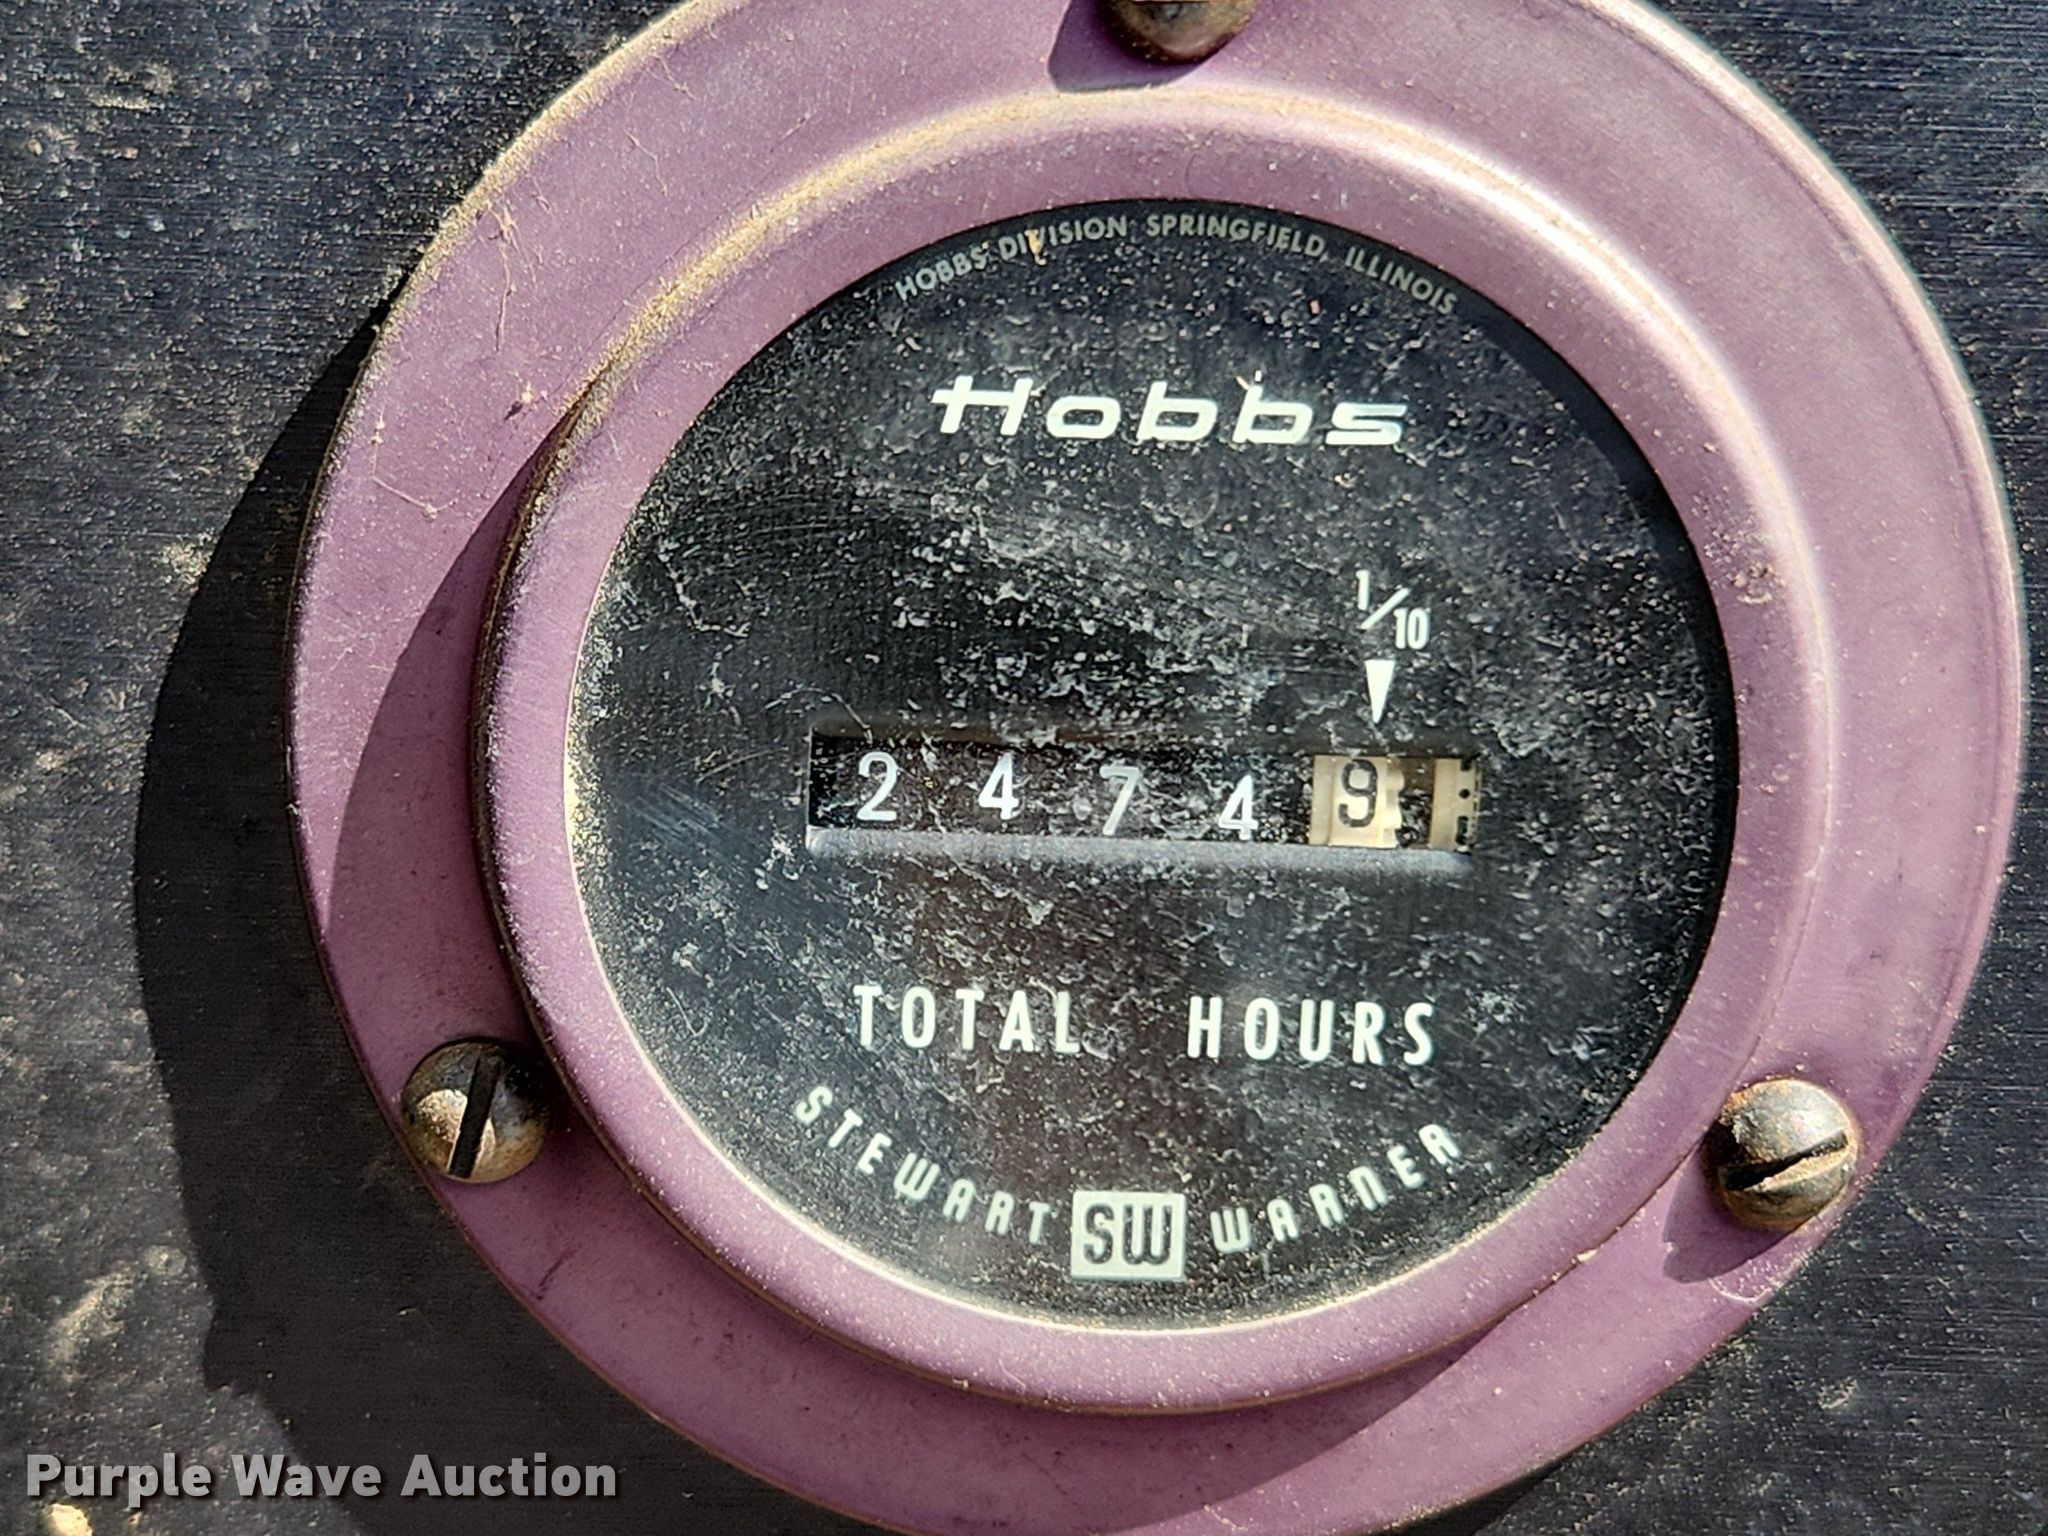 HOBBS DIVISION SPRINGFIELD, ILLINOIS
Hobbs
1/10
2 4 7 4 9
TOTAL HOURS
STEWART SW WARNER
Purple Wave Auction